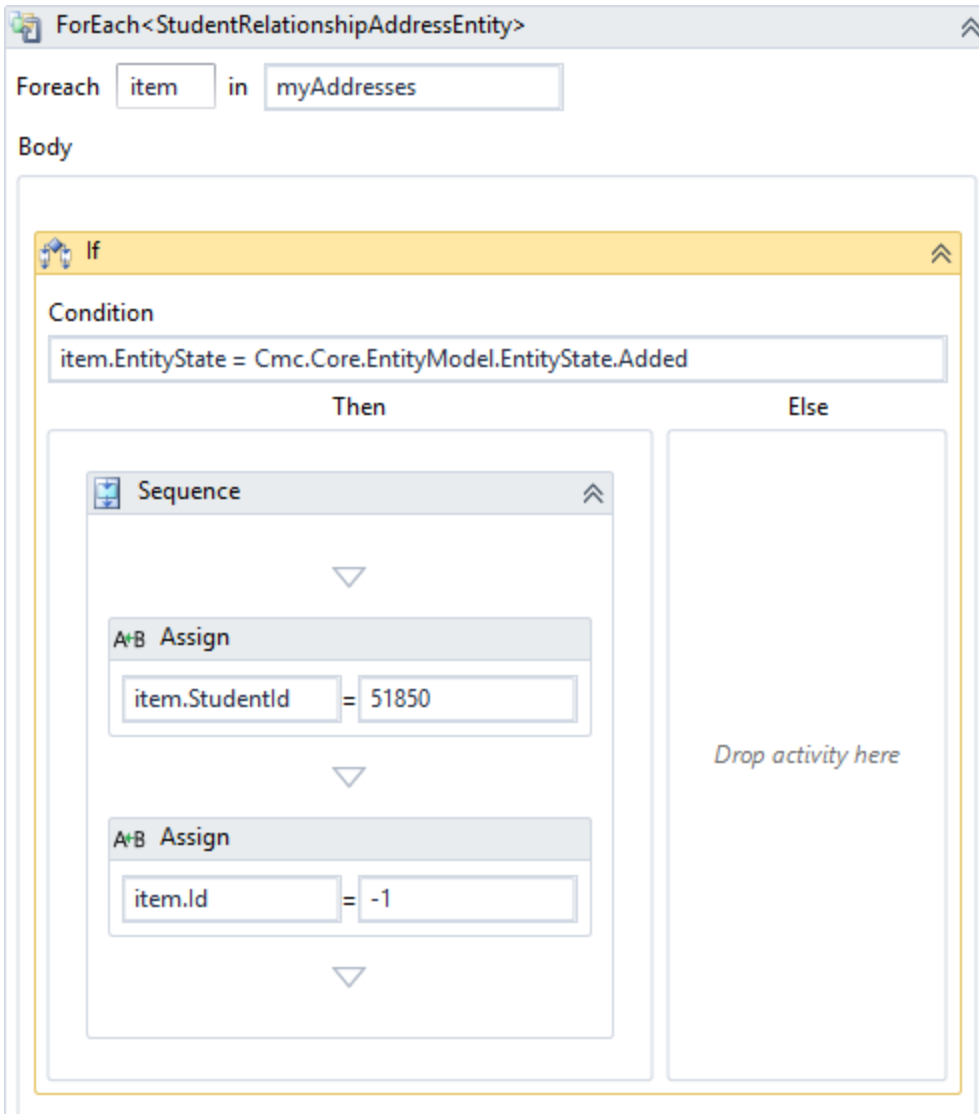 ForEach<StudentRelationshipAddressEntity>
Foreach item in myAddresses
Body
If
Condition
item.EntityState = Cmc.Core.EntityModel.EntityState.Added
Then Else
Sequence
A+B Assign
item.StudentId = 51850
Drop activity here
A+B Assign
item.Id = -1